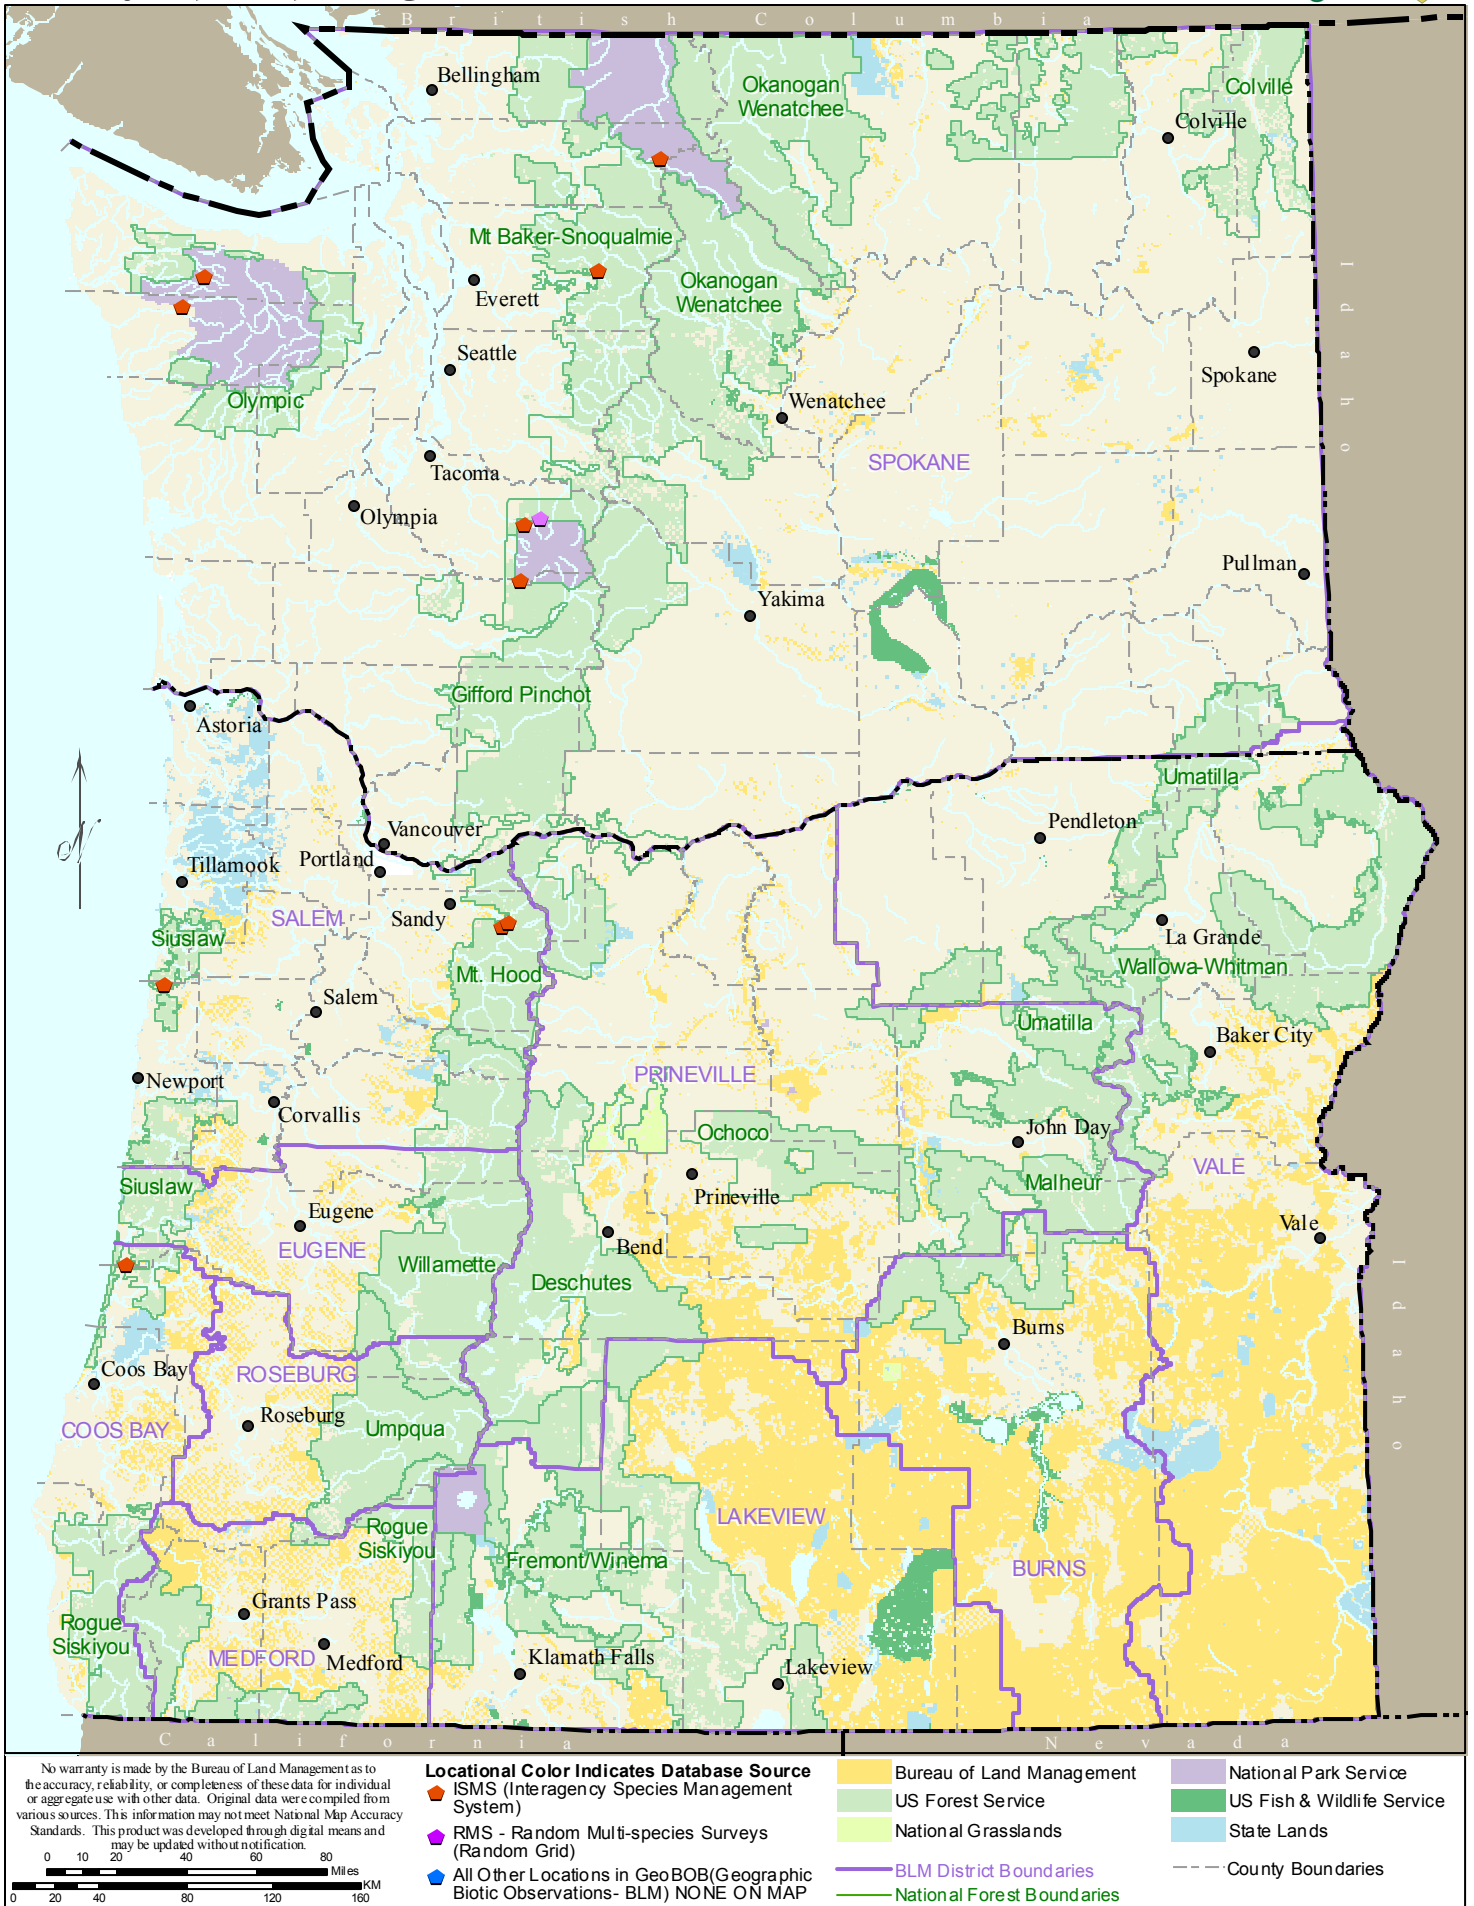 British Columbia
Bellingham
Okanogan
Wenatchee
Colville
Colville
Mt Baker-Snoqualmie
Okanogan
Wenatchee
Everett
Idaho
Seattle
Spokane
Olympic
Wenatchee
SPOKANE
Tacoma
Olympia
Pullman
Yakima
Gifford Pinchot
Astoria
Umatilla
Vancouver
Pendleton
Portland
Tillamook
Sandy
SALEM
Siuslaw
La Grande
Wallowa-Whitman
Mt. Hood
Salem
Umatilla
Baker City
Newport
PRINEVILLE
Corvallis
Ochoco
John Day
VALE
Siuslaw
Malheur
Prineville
Eugene
Vale
EUGENE
Bend
Willamette
Deschutes
Idaho
Burns
Coos Bay
ROSEBURG
Roseburg
COOS BAY
Umpqua
LAKEVIEW
Rogue
Siskiyou
Fremont/Winema
BURNS
Grants Pass
Rogue
Siskiyou
MEDFORD
Medford
Klamath Falls
Lakeview
California
Nevada
No warranty is made by the Bureau of Land Management as to
the accuracy, reliability, or completeness of these data for individual
or aggregate use with other data. Original data were compiled from
various sources. This information may not meet National Map Accuracy
Standards. This product was developed through digital means and
may be updated without notification.
0 10 20 40 60 80
Miles
KM
0 20 40 80 120 160
Locational Color Indicates Database Source
ISMS (Interagency Species Management
System)
RMS - Random Multi-species Surveys
(Random Grid)
All Other Locations in GeoBOB(Geographic
Biotic Observations- BLM) NONE ON MAP
Bureau of Land Management
US Forest Service
National Grasslands
BLM District Boundaries
National Forest Boundaries
National Park Service
US Fish & Wildlife Service
State Lands
County Boundaries